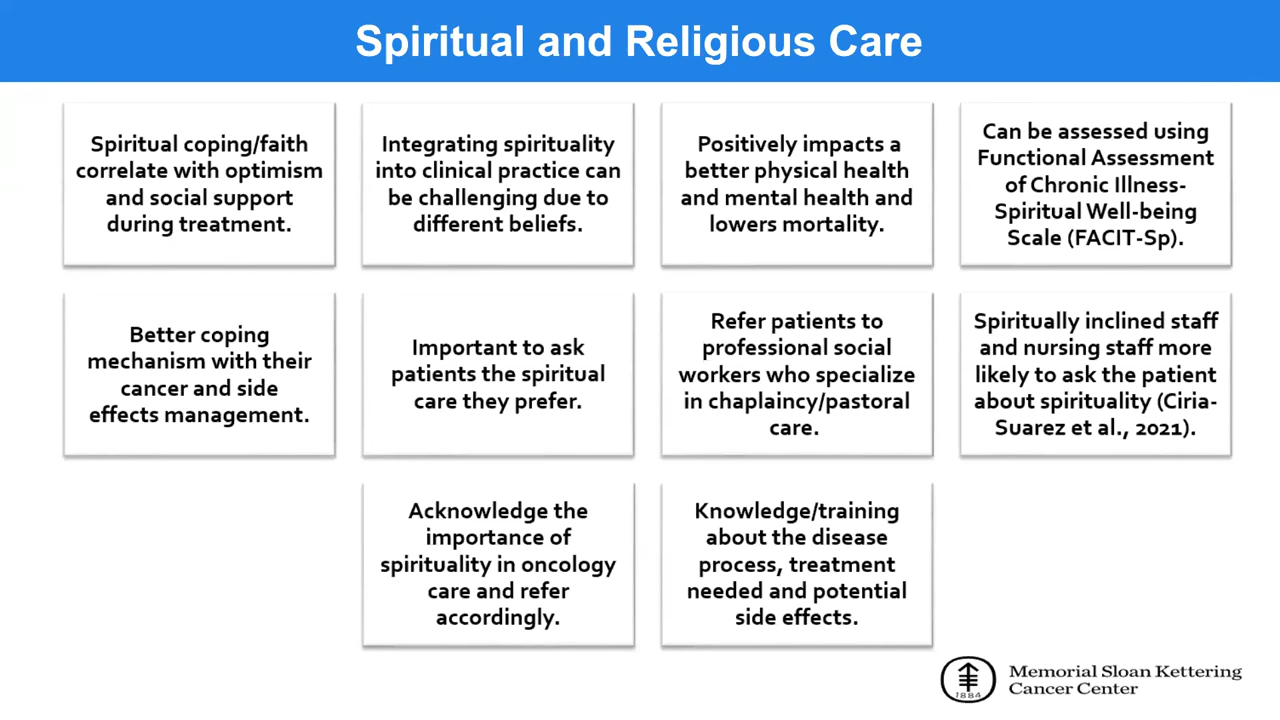 Spiritual and Religious Care
Spiritual coping/faith
correlate with optimism
and social support
during treatment.
Integrating spirituality
into clinical practice can
be challenging due to
different beliefs.
Positively impacts a
better physical health
and mental health and
lowers mortality.
Can be assessed using
Functional Assessment
of Chronic Illness-
Spiritual Well-being
Scale (FACIT-Sp).
Better coping
mechanism with their
cancer and side
effects management.
Important to ask
patients the spiritual
care they prefer.
Refer patients to
professional social
workers who specialize
in chaplaincy/pastoral
care.
Spiritually inclined staff
and nursing staff more
likely to ask the patient
about spirituality (Ciria-
Suarez et al., 2021).
Acknowledge the
importance of
spirituality in oncology
care and refer
accordingly.
Knowledge/training
about the disease
process, treatment
needed and potential
side effects.
1884
Memorial Sloan Kettering
Cancer Center